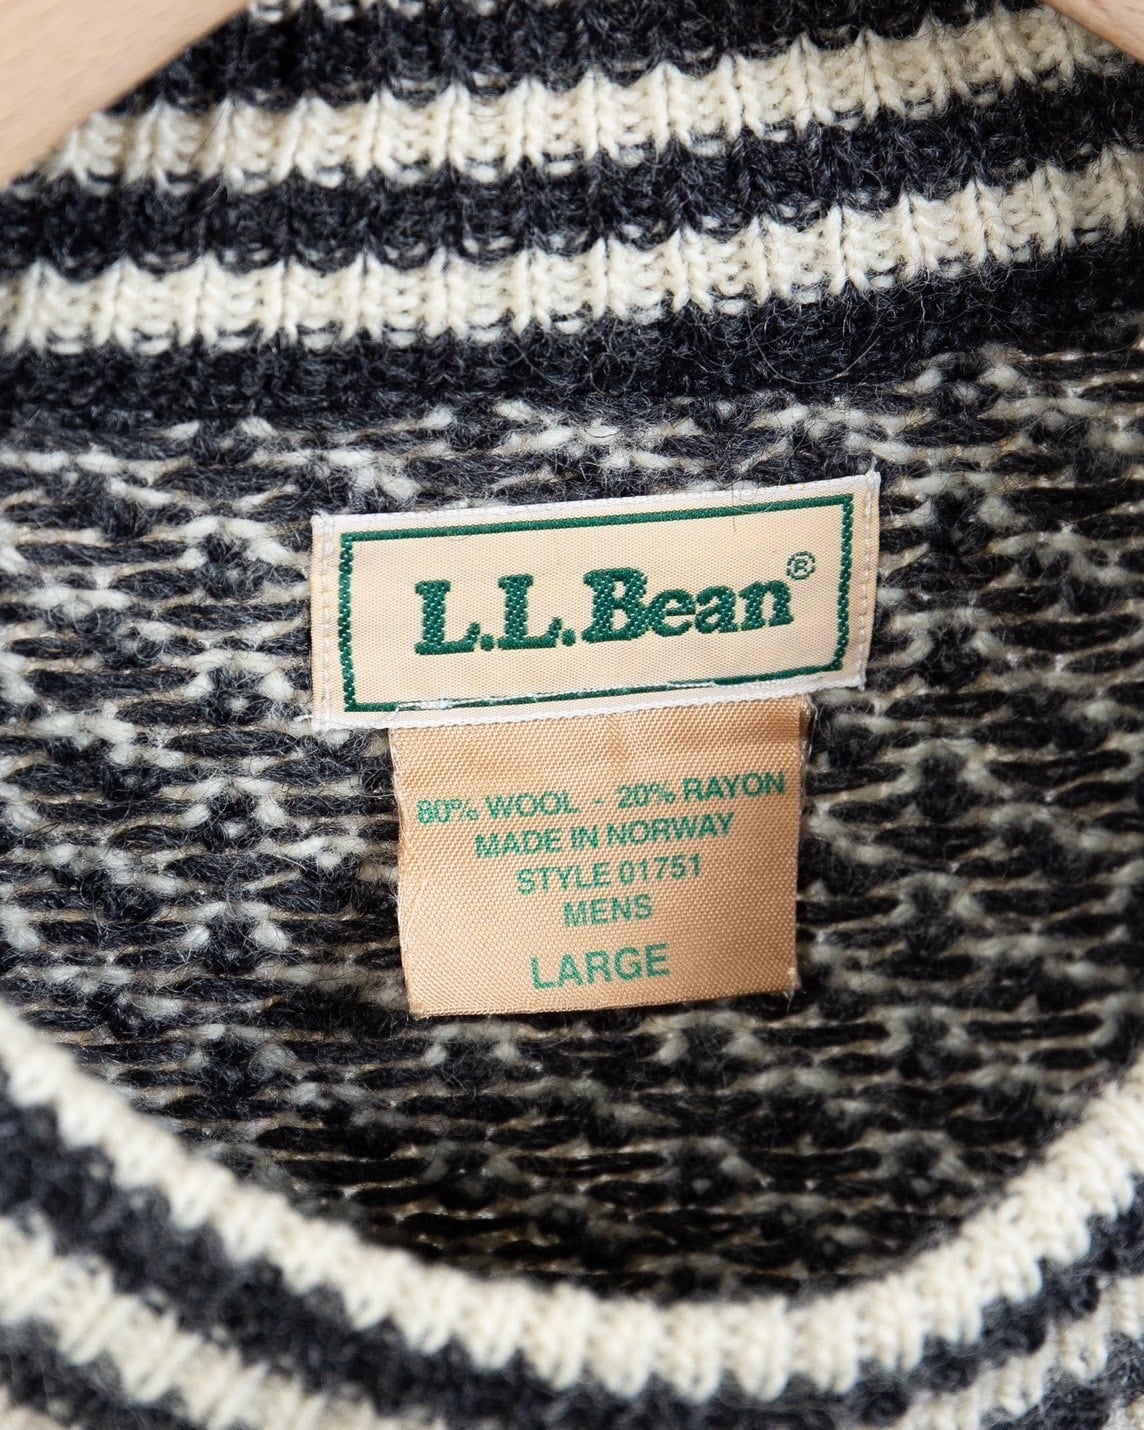 L.L.Bean®
80% WOOL - 20% RAYON
MADE IN NORWAY
STYLE 01751
MENS
LARGE